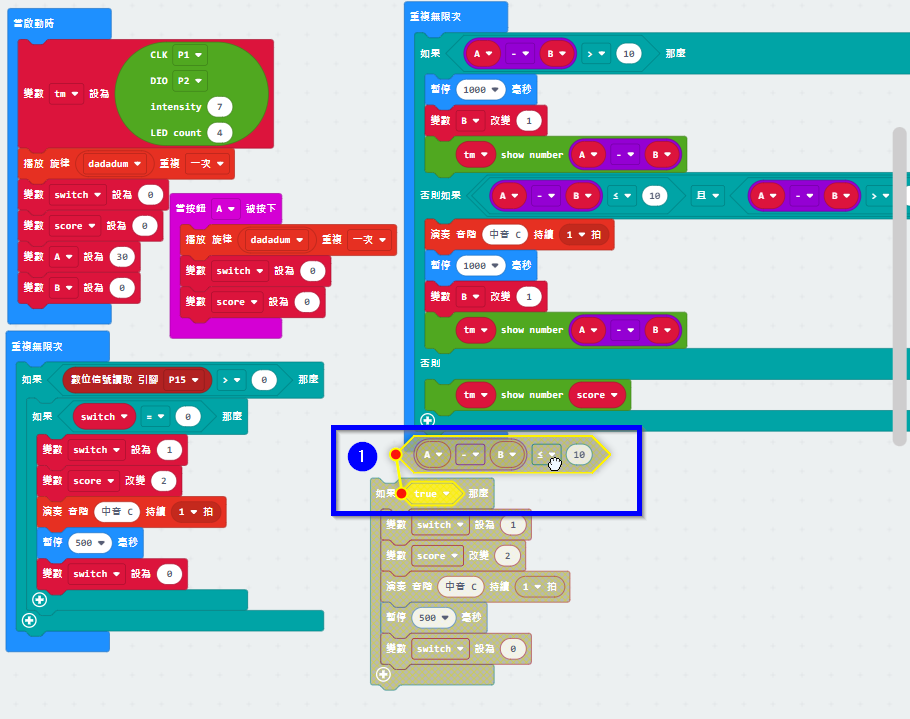 當啟動時
變數 tm 設為
CLK P1
DIO P2
intensity 7
LED count 4
播放 旋律 dadadum 重複 一次
變數 switch 設為 0
變數 score 設為 0
變數 A 設為 30
變數 B 設為 0
當按鈕 A 被按下
播放 旋律 dadadum 重複 一次
變數 switch 設為 0
變數 score 設為 0
重複無限次
如果 數位信號讀取 引腳 P15 > 0 那麼
如果 switch = 0 那麼
變數 switch 設為 1
變數 score 改變 2
演奏 音階 中音 C 持續 1 拍
暫停 500 毫秒
變數 switch 設為 0
重複無限次
如果 A - B > 10 那麼
暫停 1000 毫秒
變數 B 改變 1
tm show number A - B
否則如果 A - B ≤ 10 且 A - B >
演奏 音階 中音 C 持續 1 拍
暫停 1000 毫秒
變數 B 改變 1
tm show number A - B
否則
tm show number score
1
A - B ≤ 10
如果 true 那麼
變數 switch 設為 1
變數 score 改變 2
演奏 音階 中音 C 持續 1 拍
暫停 500 毫秒
變數 switch 設為 0